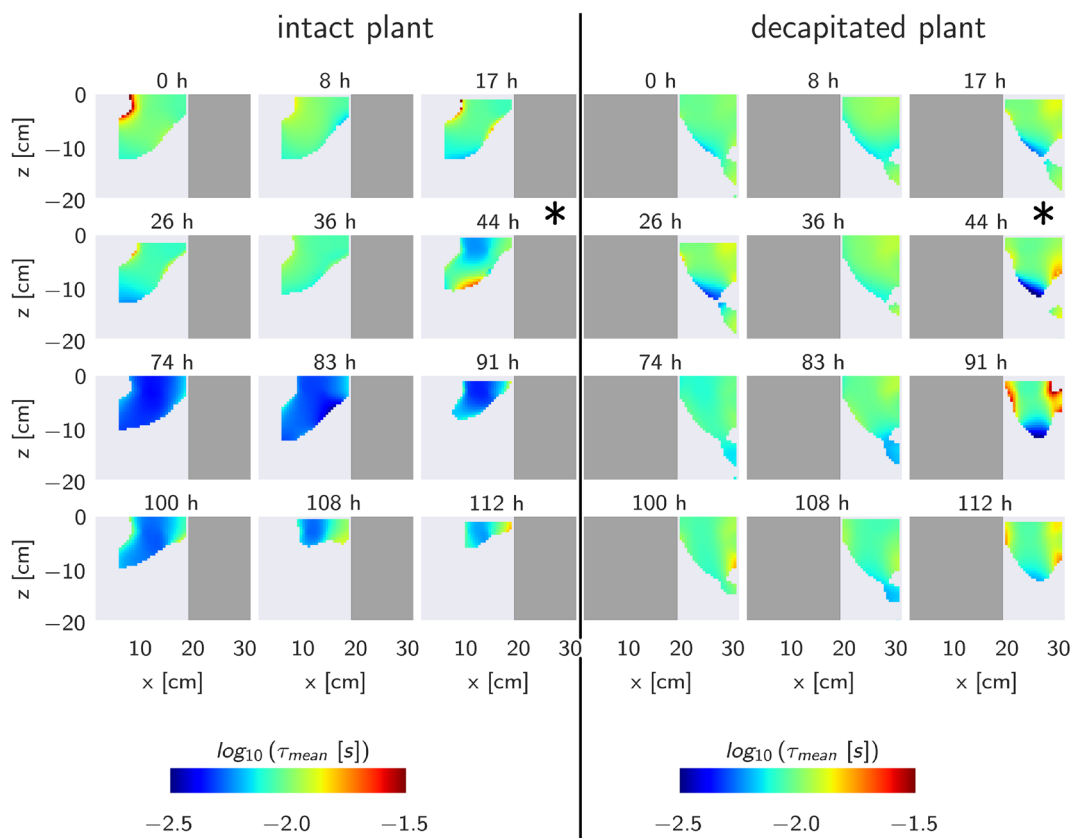 intact plant decapitated plant
0 h 8 h 17 h 0 h 8 h 17 h
0
−10
−20
z [cm]
* *
26 h 36 h 44 h 26 h 36 h 44 h
0
−10
−20
z [cm]
74 h 83 h 91 h 74 h 83 h 91 h
0
−10
−20
z [cm]
100 h 108 h 112 h 100 h 108 h 112 h
0
−10
−20
z [cm]
10 20 30 10 20 30 10 20 30 10 20 30 10 20 30
x [cm] x [cm] x [cm] x [cm] x [cm] x [cm]
log10 (τmean [s]) log10 (τmean [s])
−2.5 −2.0 −1.5 −2.5 −2.0 −1.5